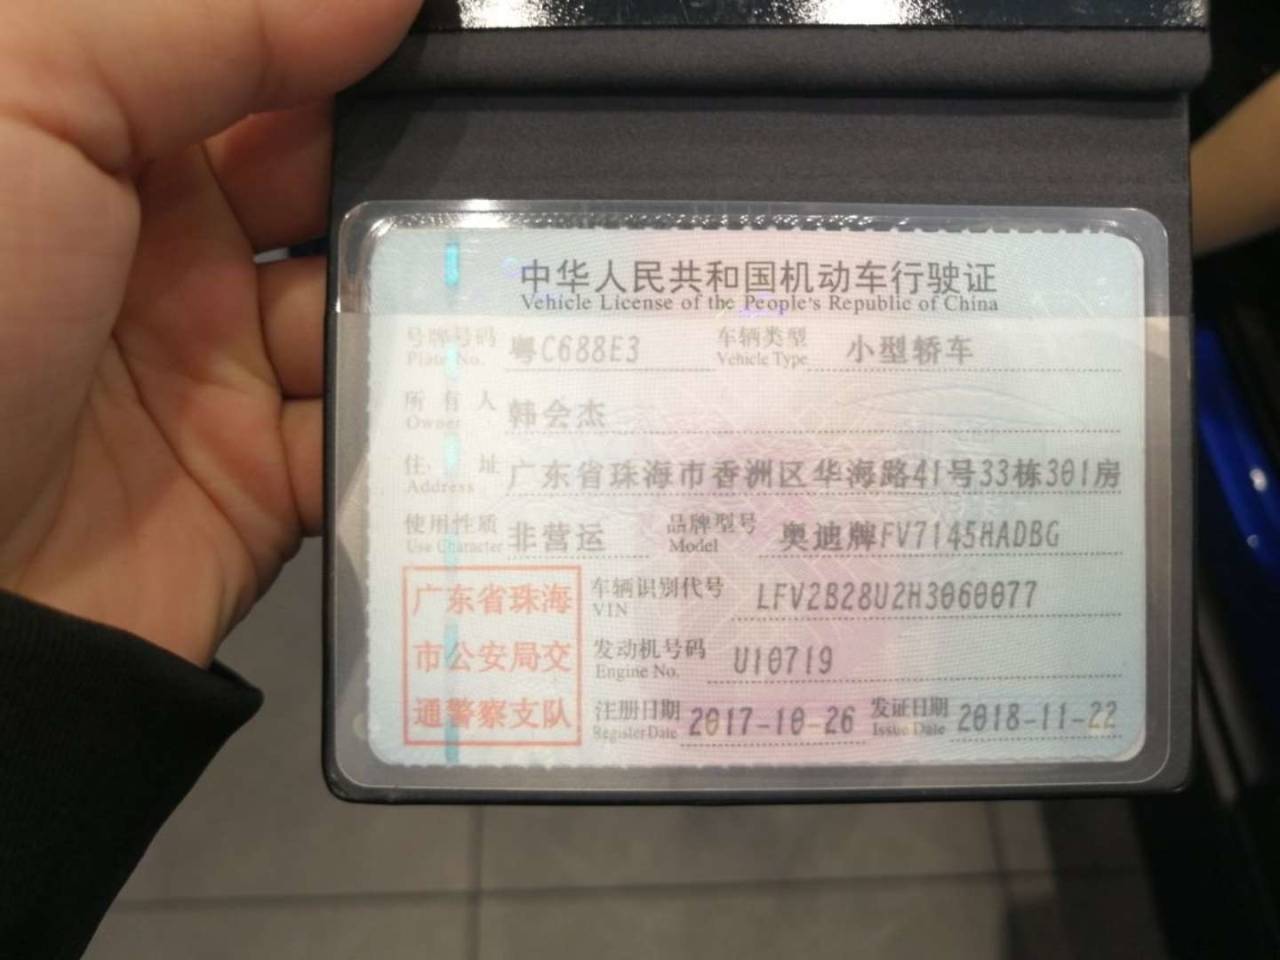 中华人民共和国机动车行驶证
Vehicle License of the People's Republic of China
号牌号码 粤C688E3 车辆类型 小型轿车
Plate No. Vehicle Type
所有人 韩会杰
Owner
住址 广东省珠海市香洲区华海路41号33栋301房
Address
使用性质 非营运 品牌型号 奥迪牌FV7145HADBG
Use Character Model
广东省珠海
市公安局交
通警察支队
车辆识别代号 LFV2B28U2H3060077
VIN
发动机号码 U10719
Engine No.
注册日期 2017-10-26 发证日期 2018-11-22
Register Date Issue Date